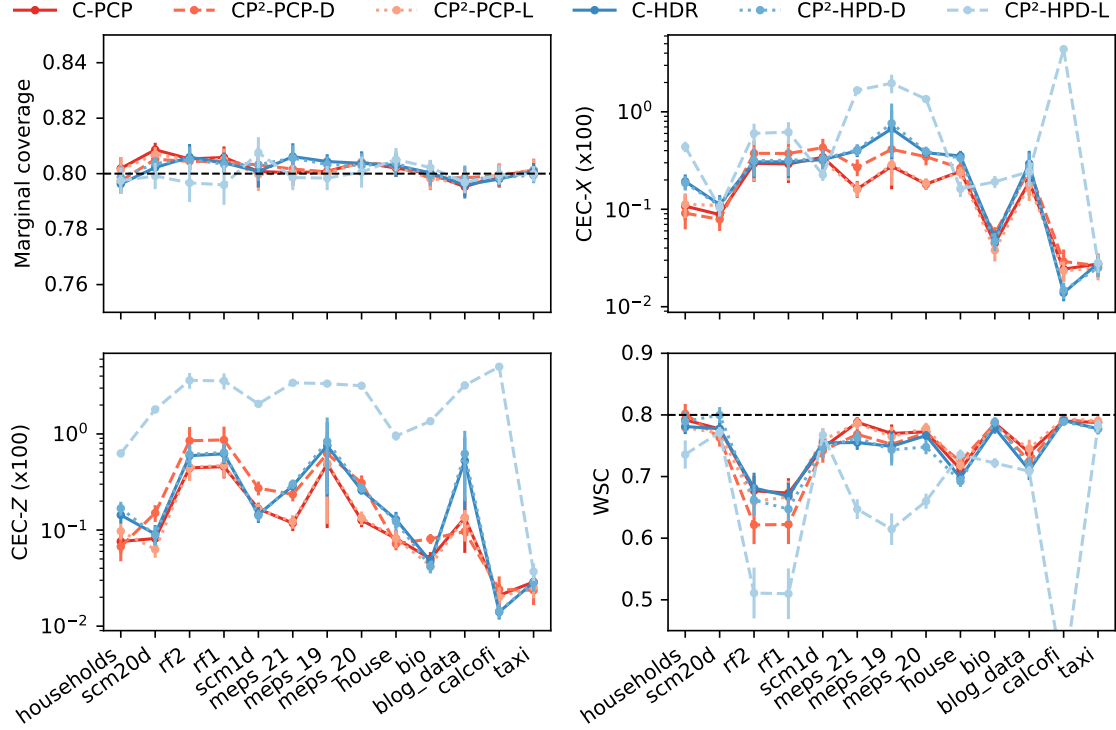 C-PCP CP²-PCP-D CP²-PCP-L C-HDR CP²-HPD-D CP²-HPD-L
Marginal coverage
0.84
0.82
0.80
0.78
0.76
CEC-X (x100)
10⁰
10⁻¹
10⁻²
CEC-Z (x100)
10⁰
10⁻¹
10⁻²
WSC
0.9
0.8
0.7
0.6
0.5
households scm20d rf2 rf1 scm1d meps_21 meps_19 meps_20 house bio blog_data calcofi taxi
households scm20d rf2 rf1 scm1d meps_21 meps_19 meps_20 house bio blog_data calcofi taxi